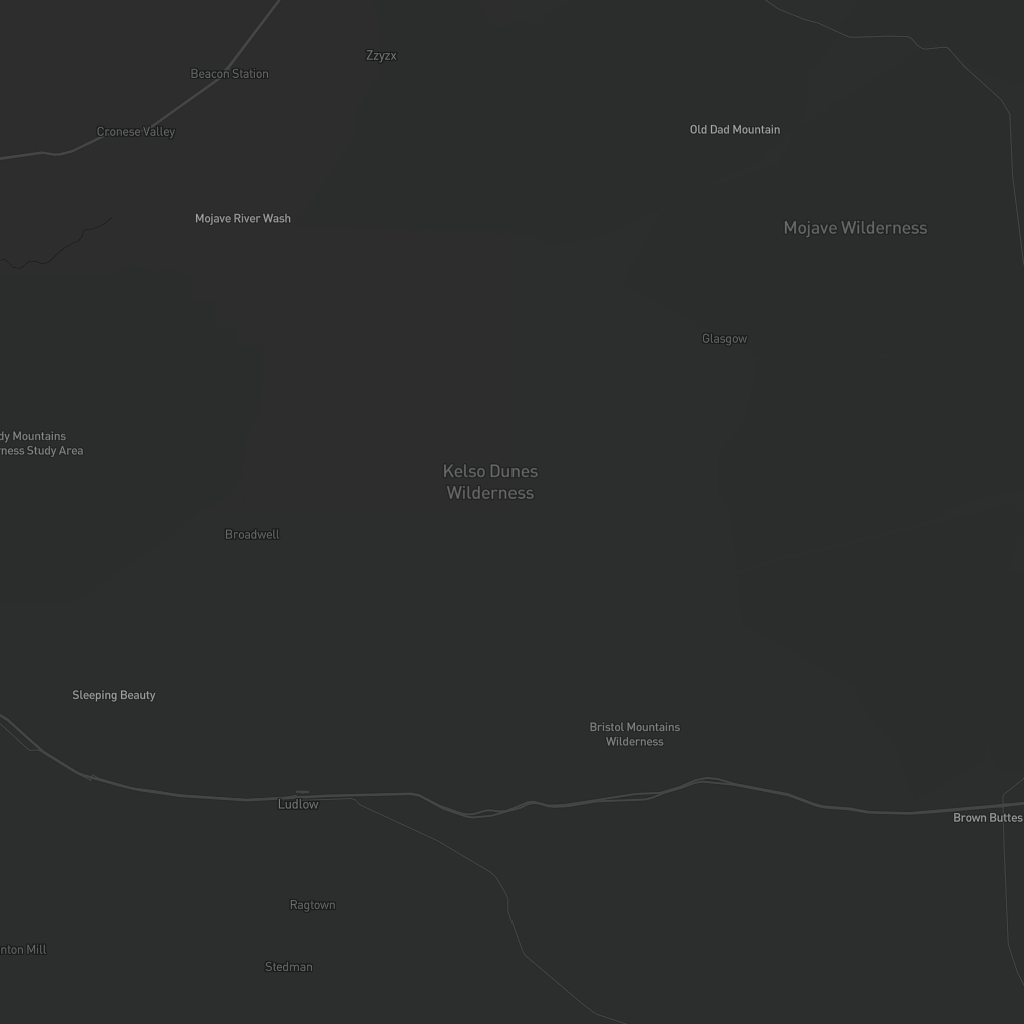 Zzyzx
Beacon Station
Cronese Valley
Old Dad Mountain
Mojave River Wash
Mojave Wilderness
Glasgow
dy Mountains
ness Study Area
Kelso Dunes
Wilderness
Broadwell
Sleeping Beauty
Bristol Mountains
Wilderness
Ludlow
Brown Buttes
Ragtown
nton Mill
Stedman